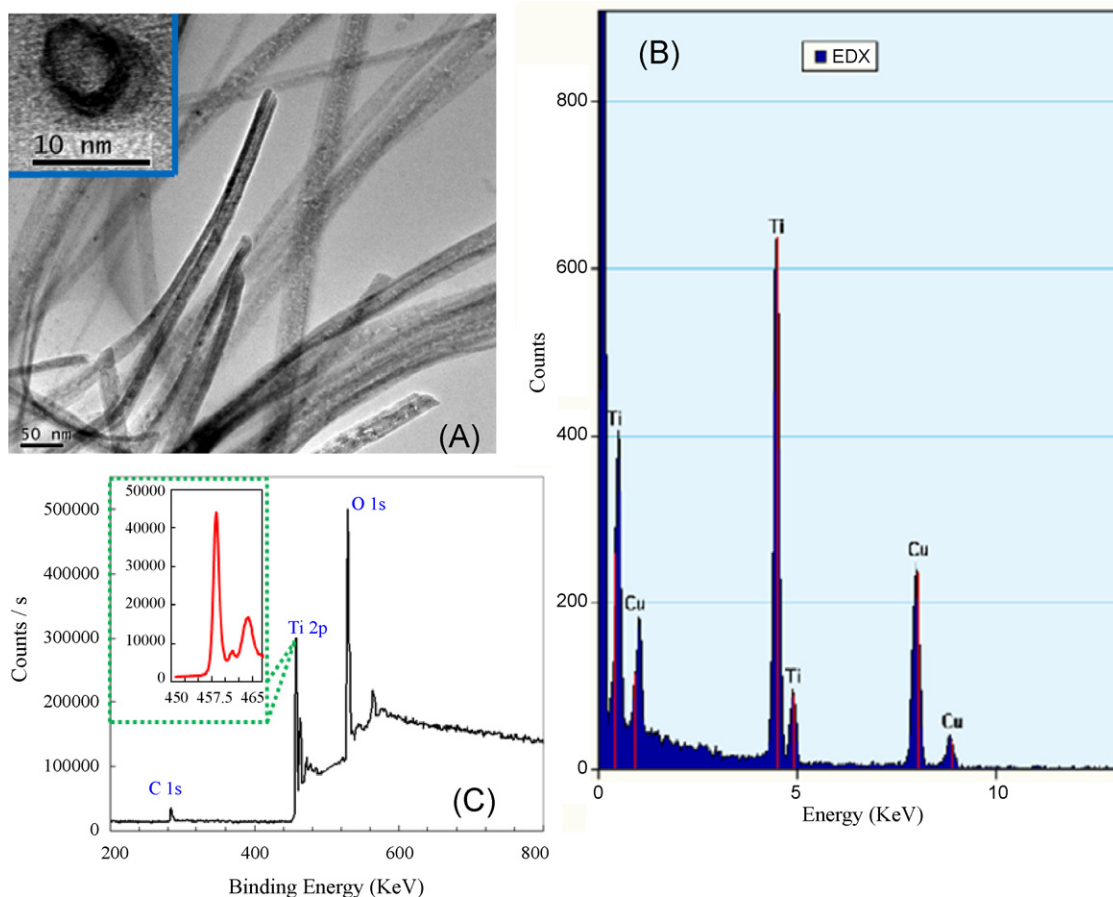 10 nm
50 nm
(A)
(B)
EDX
800
600
400
200
0
Counts
Ti
Cu
Ti
Ti
Cu
Cu
0
5
10
Energy (KeV)
500000
400000
300000
200000
100000
0
Counts / s
50000
40000
30000
20000
10000
0
450
457.5
465
C 1s
Ti 2p
O 1s
(C)
200
400
600
800
Binding Energy (KeV)